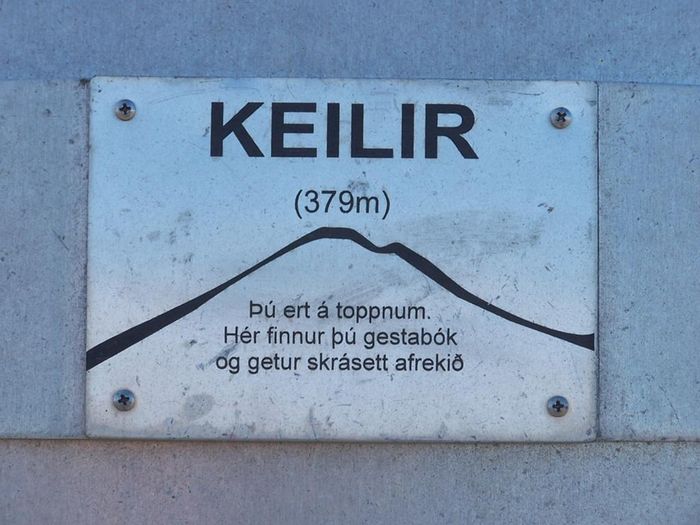 KEILIR
(379m)
Þú ert á toppnum.
Hér finnur þú gestabók
og getur skrásett afrekið